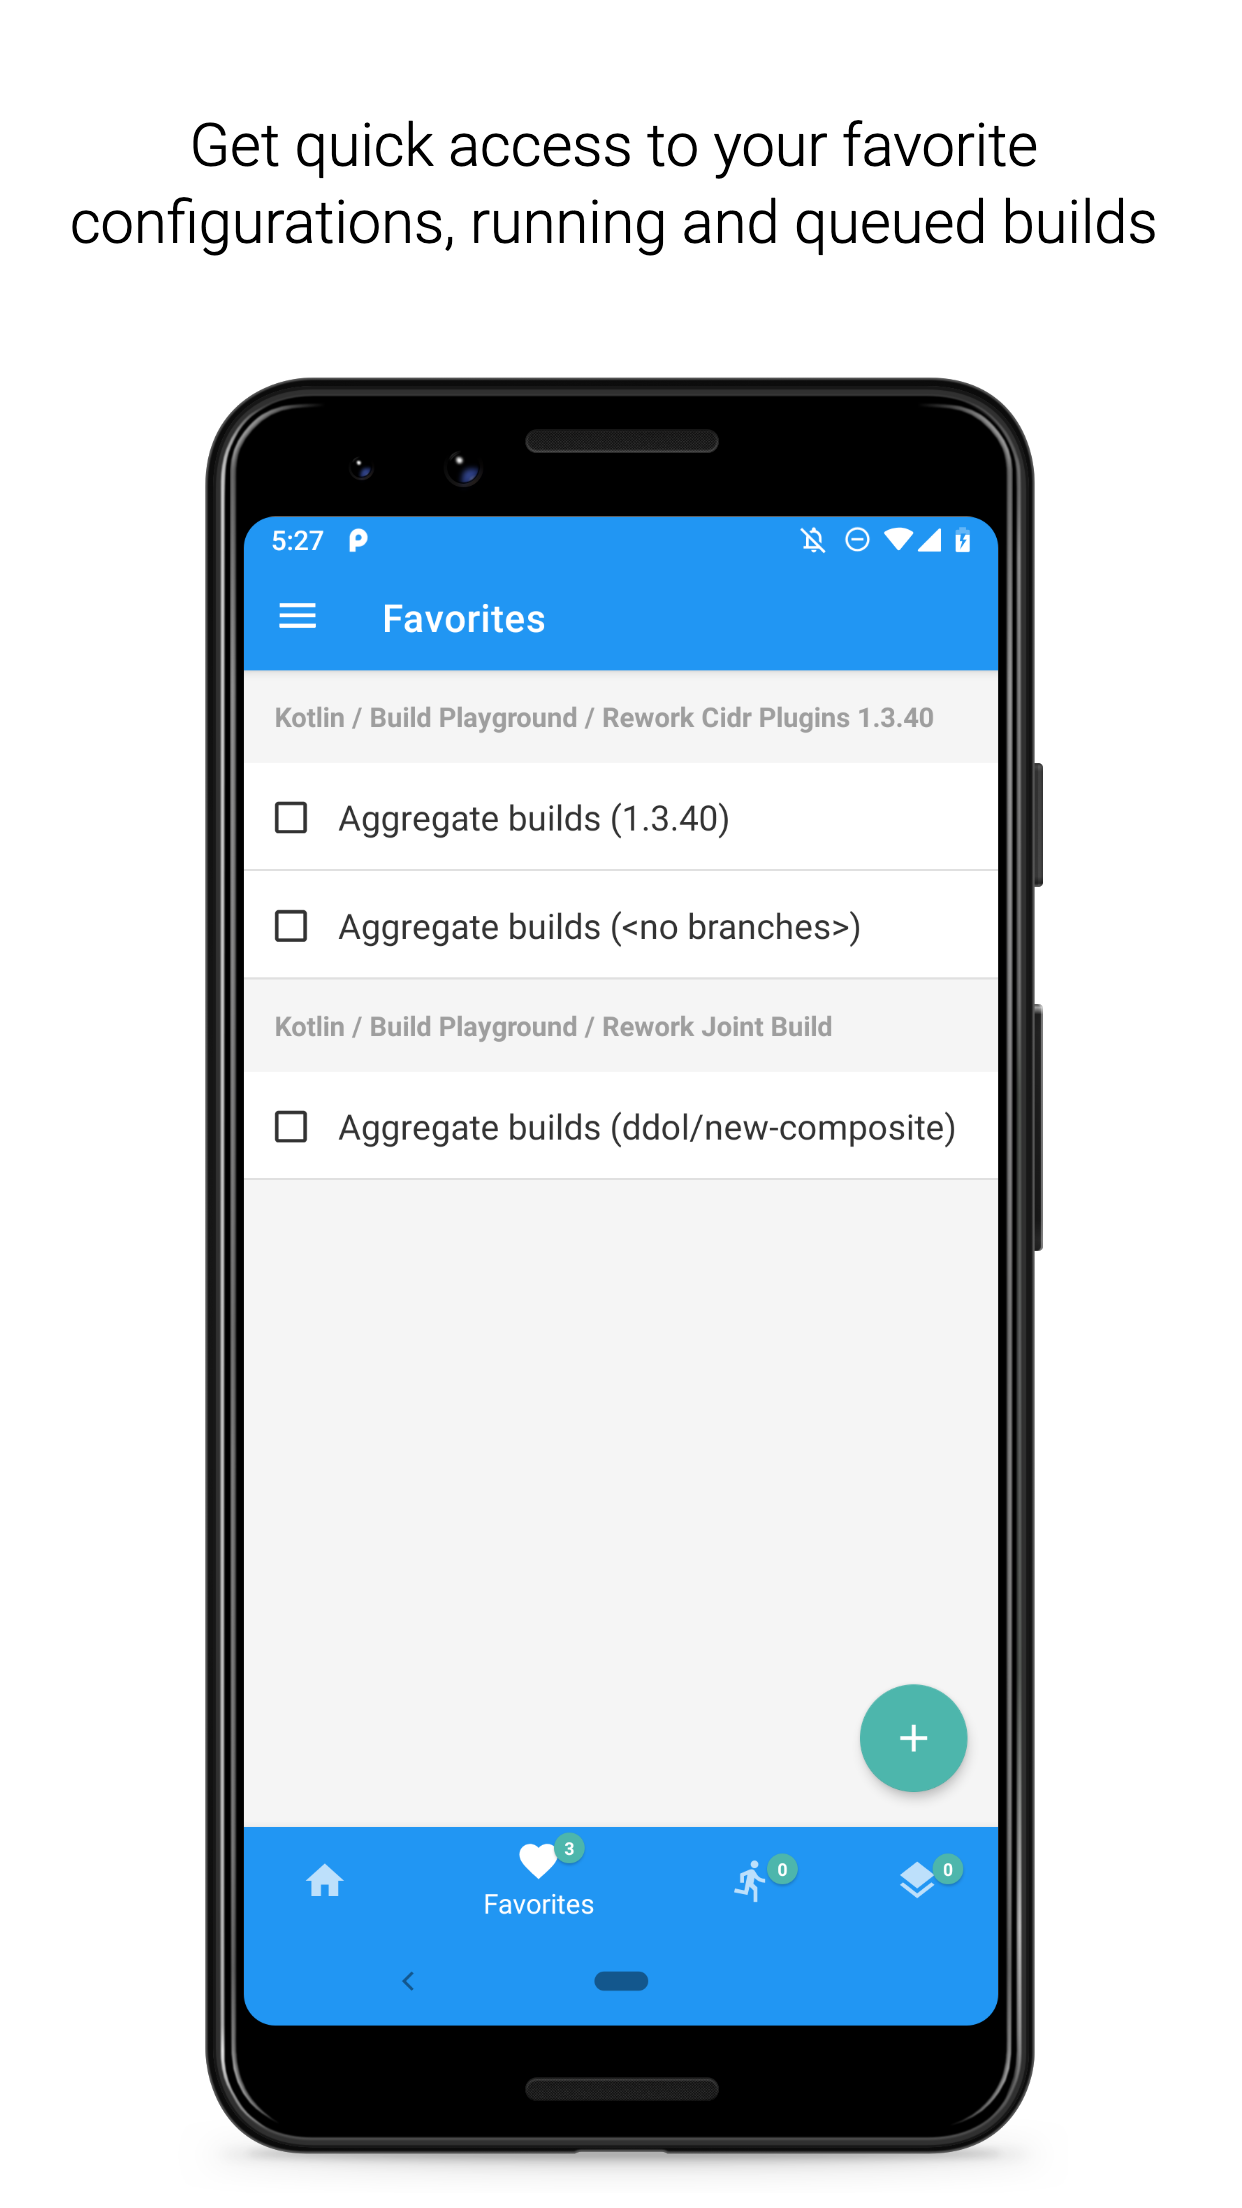 Get quick access to your favorite
configurations, running and queued builds
5:27
Favorites
Kotlin / Build Playground / Rework Cidr Plugins 1.3.40
Aggregate builds (1.3.40)
Aggregate builds (<no branches>)
Kotlin / Build Playground / Rework Joint Build
Aggregate builds (ddol/new-composite)
+
3
0
0
Favorites